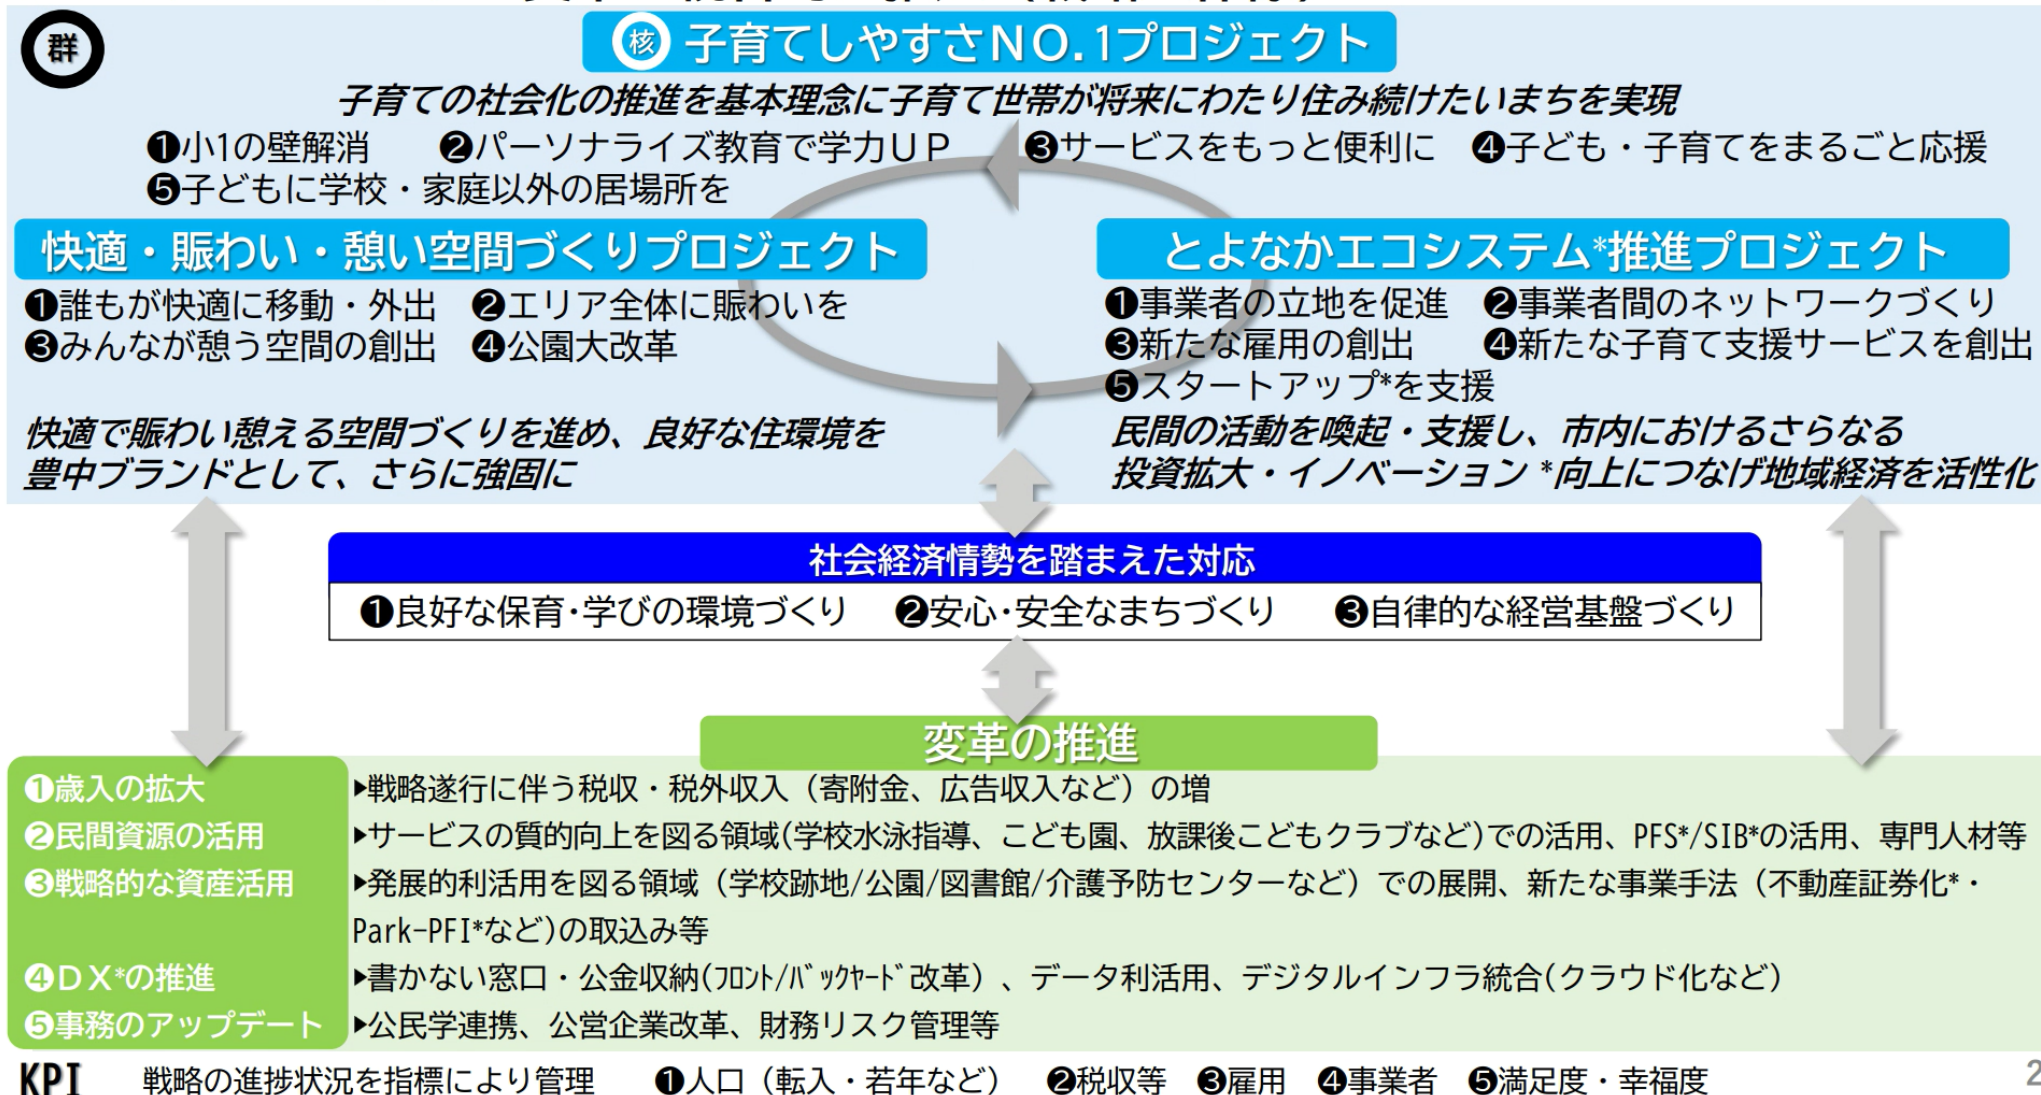 群
核 子育てしやすさNO.1プロジェクト
子育ての社会化の推進を基本理念に子育て世帯が将来にわたり住み続けたいまちを実現
❶小1の壁解消 ❷パーソナライズ教育で学力UP ❸サービスをもっと便利に ❹子ども・子育てをまるごと応援
❺子どもに学校・家庭以外の居場所を
快適・賑わい・憩い空間づくりプロジェクト
❶誰もが快適に移動・外出 ❷エリア全体に賑わいを
❸みんなが憩う空間の創出 ❹公園大改革
快適で賑わい憩える空間づくりを進め、良好な住環境を
豊中ブランドとして、さらに強固に
とよなかエコシステム*推進プロジェクト
❶事業者の立地を促進 ❷事業者間のネットワークづくり
❸新たな雇用の創出 ❹新たな子育て支援サービスを創出
❺スタートアップ*を支援
民間の活動を喚起・支援し、市内におけるさらなる
投資拡大・イノベーション*向上につなげ地域経済を活性化
社会経済情勢を踏まえた対応
❶良好な保育・学びの環境づくり ❷安心・安全なまちづくり ❸自律的な経営基盤づくり
変革の推進
❶歳入の拡大 ▶戦略遂行に伴う税収・税外収入（寄附金、広告収入など）の増
❷民間資源の活用 ▶サービスの質的向上を図る領域(学校水泳指導、こども園、放課後こどもクラブなど)での活用、PFS*/SIB*の活用、専門人材等
❸戦略的な資産活用 ▶発展的利活用を図る領域（学校跡地/公園/図書館/介護予防センターなど）での展開、新たな事業手法（不動産証券化*・
Park-PFI*など)の取込み等
❹DX*の推進 ▶書かない窓口・公金収納(ﾌﾛﾝﾄ/ﾊﾞｯｸﾔｰﾄﾞ改革）、データ利活用、デジタルインフラ統合(クラウド化など）
❺事務のアップデート ▶公民学連携、公営企業改革、財務リスク管理等
KPI 戦略の進捗状況を指標により管理 ❶人口（転入・若年など） ❷税収等 ❸雇用 ❹事業者 ❺満足度・幸福度